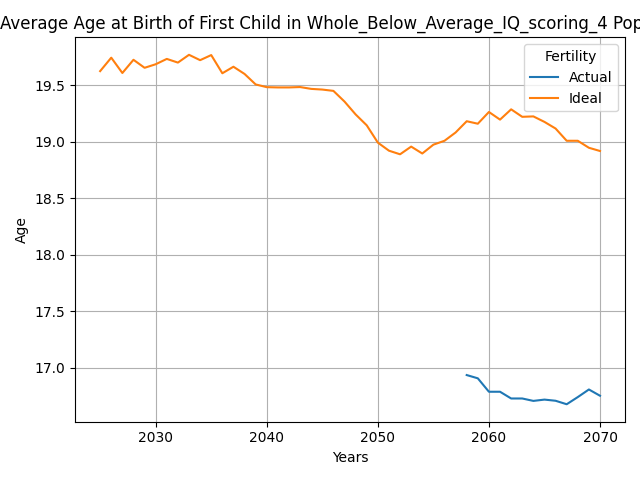 Average Age at Birth of First Child in Whole_Below_Average_IQ_scoring_4 Pop
Fertility
Actual
Ideal
19.5
19.0
18.5
18.0
17.5
17.0
Age
2030 2040 2050 2060 2070
Years